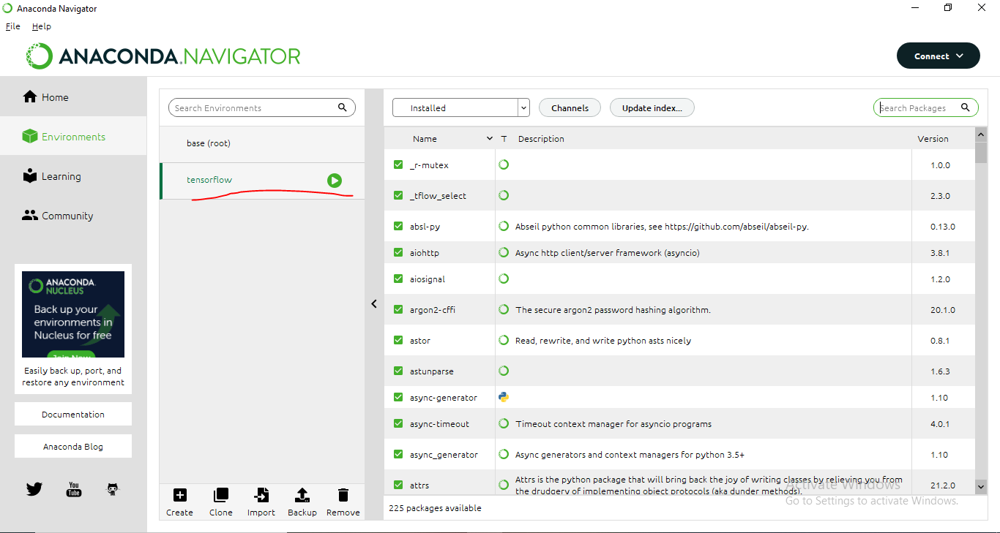 Anaconda Navigator
File Help
ANACONDA.NAVIGATOR
Connect
Home
Environments
Learning
Community
ANACONDA.
NUCLEUS
Back up your
environments in
Nucleus for free
Join Now
Easily back up, port, and
restore any environment
Documentation
Anaconda Blog
You
Tube
Search Environments
base (root)
tensorflow
Create Clone Import Backup Remove
Installed Channels Update index... Search Packages
Name T Description Version
_r-mutex 1.0.0
_tflow_select 2.3.0
absl-py Abseil python common libraries, see https://github.com/abseil/abseil-py. 0.13.0
aiohttp Async http client/server framework (asyncio) 3.8.1
aiosignal 1.2.0
argon2-cffi The secure argon2 password hashing algorithm. 20.1.0
astor Read, rewrite, and write python asts nicely 0.8.1
astunparse 1.6.3
async-generator 1.10
async-timeout Timeout context manager for asyncio programs 4.0.1
async_generator Async generators and context managers for python 3.5+ 1.10
attrs Attrs is the python package that will bring back the joy of writing classes by relieving you from 21.2.0
the drudgery of implementing object protocols (aka dunder methods).
225 packages available
Activate Windows
Go to Settings to activate Windows.